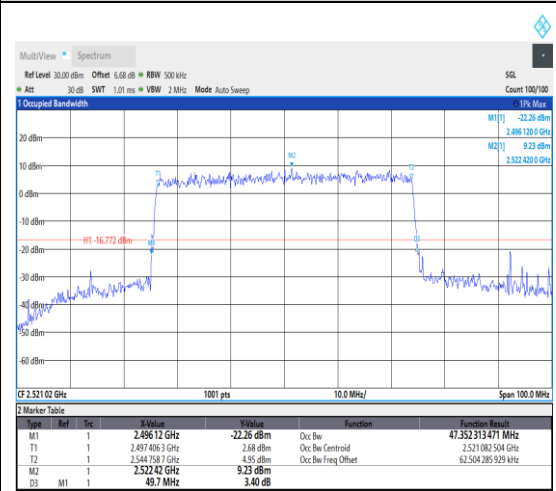 MultiView Spectrum
Ref Level 30.00 dBm Offset 6.68 dB RBW 500 kHz SGL
Att 30 dB SWT 1.01 ms VBW 2 MHz Mode Auto Sweep Count 100/100
1 Occupied Bandwidth 1Pk Max
M1[1] -22.26 dBm
2.496 120 0 GHz
M2[1] 9.23 dBm
2.522 420 0 GHz
20 dBm
M2
T1
T2
10 dBm
0 dBm
-10 dBm
H1 -16.772 dBm
M1
D3
-20 dBm
-30 dBm
-40 dBm
-50 dBm
-60 dBm
CF 2.521 02 GHz 1001 pts 10.0 MHz/ Span 100.0 MHz
2 Marker Table
Type Ref Trc X-Value Y-Value Function Function Result
M1 1 2.496 12 GHz -22.26 dBm Occ Bw 47.352 313 471 MHz
T1 1 2.497 406 3 GHz 2.68 dBm Occ Bw Centroid 2.521 082 504 GHz
T2 1 2.544 758 7 GHz 4.95 dBm Occ Bw Freq Offset 62.504 285 929 kHz
M2 1 2.522 42 GHz 9.23 dBm
D3 M1 1 49.7 MHz 3.40 dB